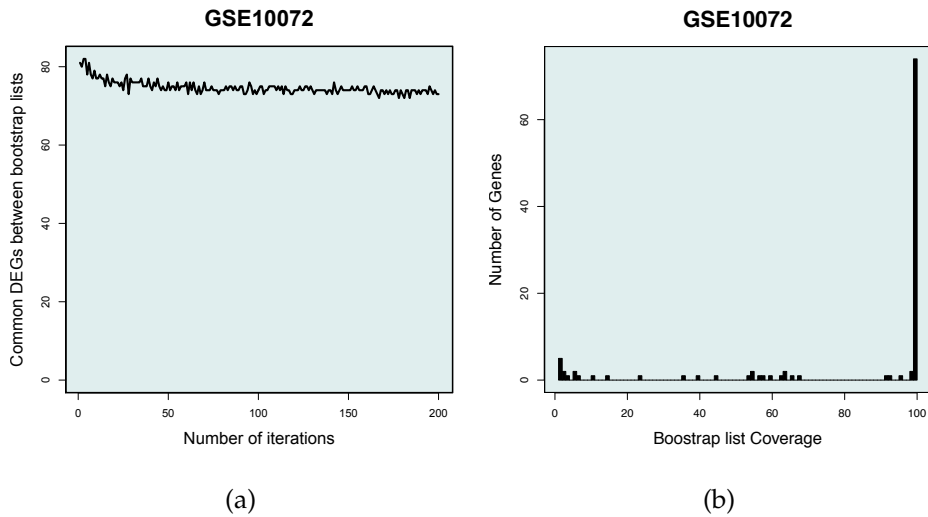 GSE10072
Common DEGs between bootstrap lists
80
60
40
20
0
0 50 100 150 200
Number of iterations
(a)
GSE10072
Number of Genes
60
40
20
0
0 20 40 60 80 100
Boostrap list Coverage
(b)